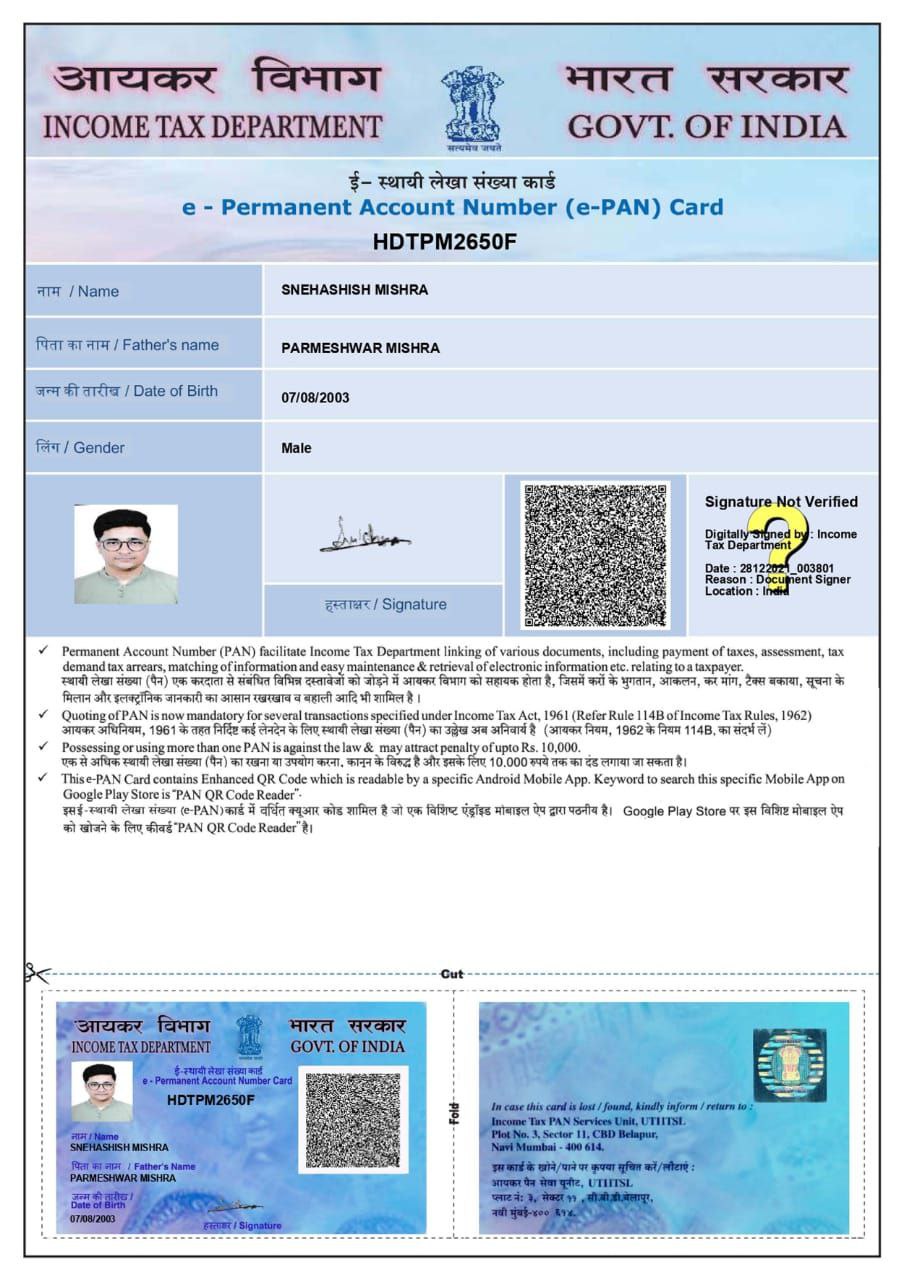 आयकर विभाग
INCOME TAX DEPARTMENT
सत्यमेव जयते
भारत सरकार
GOVT. OF INDIA
ई- स्थायी लेखा संख्या कार्ड
e - Permanent Account Number (e-PAN) Card
HDTPM2650F
नाम / Name
SNEHASHISH MISHRA
पिता का नाम / Father's name
PARMESHWAR MISHRA
जन्म की तारीख / Date of Birth
07/08/2003
लिंग / Gender
Male
हस्ताक्षर / Signature
Signature Not Verified
Digitally Signed by : Income
Tax Department
Date : 28122021_003801
Reason : Document Signer
Location : India
✓ Permanent Account Number (PAN) facilitate Income Tax Department linking of various documents, including payment of taxes, assessment, tax
demand tax arrears, matching of information and easy maintenance & retrieval of electronic information etc. relating to a taxpayer.
स्थायी लेखा संख्या (पैन) एक करदाता से संबंधित विभिन्न दस्तावेजों को जोड़ने में आयकर विभाग को सहायक होता है, जिसमें करों के भुगतान, आकलन, कर मांग, टैक्स बकाया, सूचना के
मिलान और इलक्ट्रॉनिक जानकारी का आसान रखरखाव व बहाली आदि भी शामिल है ।
✓ Quoting of PAN is now mandatory for several transactions specified under Income Tax Act, 1961 (Refer Rule 114B of Income Tax Rules, 1962)
आयकर अधिनियम, 1961 के तहत निर्दिष्ट कई लेनदेन के लिए स्थायी लेखा संख्या (पैन) का उल्लेख अब अनिवार्य है (आयकर नियम, 1962 के नियम 114B, का संदर्भ लें)
✓ Possessing or using more than one PAN is against the law & may attract penalty of upto Rs. 10,000.
एक से अधिक स्थायी लेखा संख्या (पैन) का रखना या उपयोग करना, कानून के विरुद्ध है और इसके लिए 10,000 रुपये तक का दंड लगाया जा सकता है।
✓ This e-PAN Card contains Enhanced QR Code which is readable by a specific Android Mobile App. Keyword to search this specific Mobile App on
Google Play Store is "PAN QR Code Reader".
इस ई-स्थायी लेखा संख्या (e-PAN) कार्ड में वर्धित क्यूआर कोड शामिल है जो एक विशिष्ट एंड्रॉइड मोबाइल ऐप द्वारा पठनीय है। Google Play Store पर इस विशिष्ट मोबाइल ऐप
को खोजने के लिए कीवर्ड "PAN QR Code Reader" है।
Cut
आयकर विभाग
INCOME TAX DEPARTMENT
भारत सरकार
GOVT. OF INDIA
ई-स्थायी लेखा संख्या कार्ड
e - Permanent Account Number Card
HDTPM2650F
नाम / Name
SNEHASHISH MISHRA
पिता का नाम / Father's Name
PARMESHWAR MISHRA
जन्म की तारीख /
Date of Birth
07/08/2003
हस्ताक्षर / Signature
Fold
In case this card is lost / found, kindly inform / return to :
Income Tax PAN Services Unit, UTIITSL
Plot No. 3, Sector 11, CBD Belapur,
Navi Mumbai - 400 614.
इस कार्ड के खोने/पाने पर कृपया सूचित करें/लौटाएं :
आयकर पैन सेवा यूनीट, UTIITSL
प्लाट नं: ३, सेक्टर ११ , सी.बी.डी.बेलापूर,
नवी मुंबई-४०० ६१४.